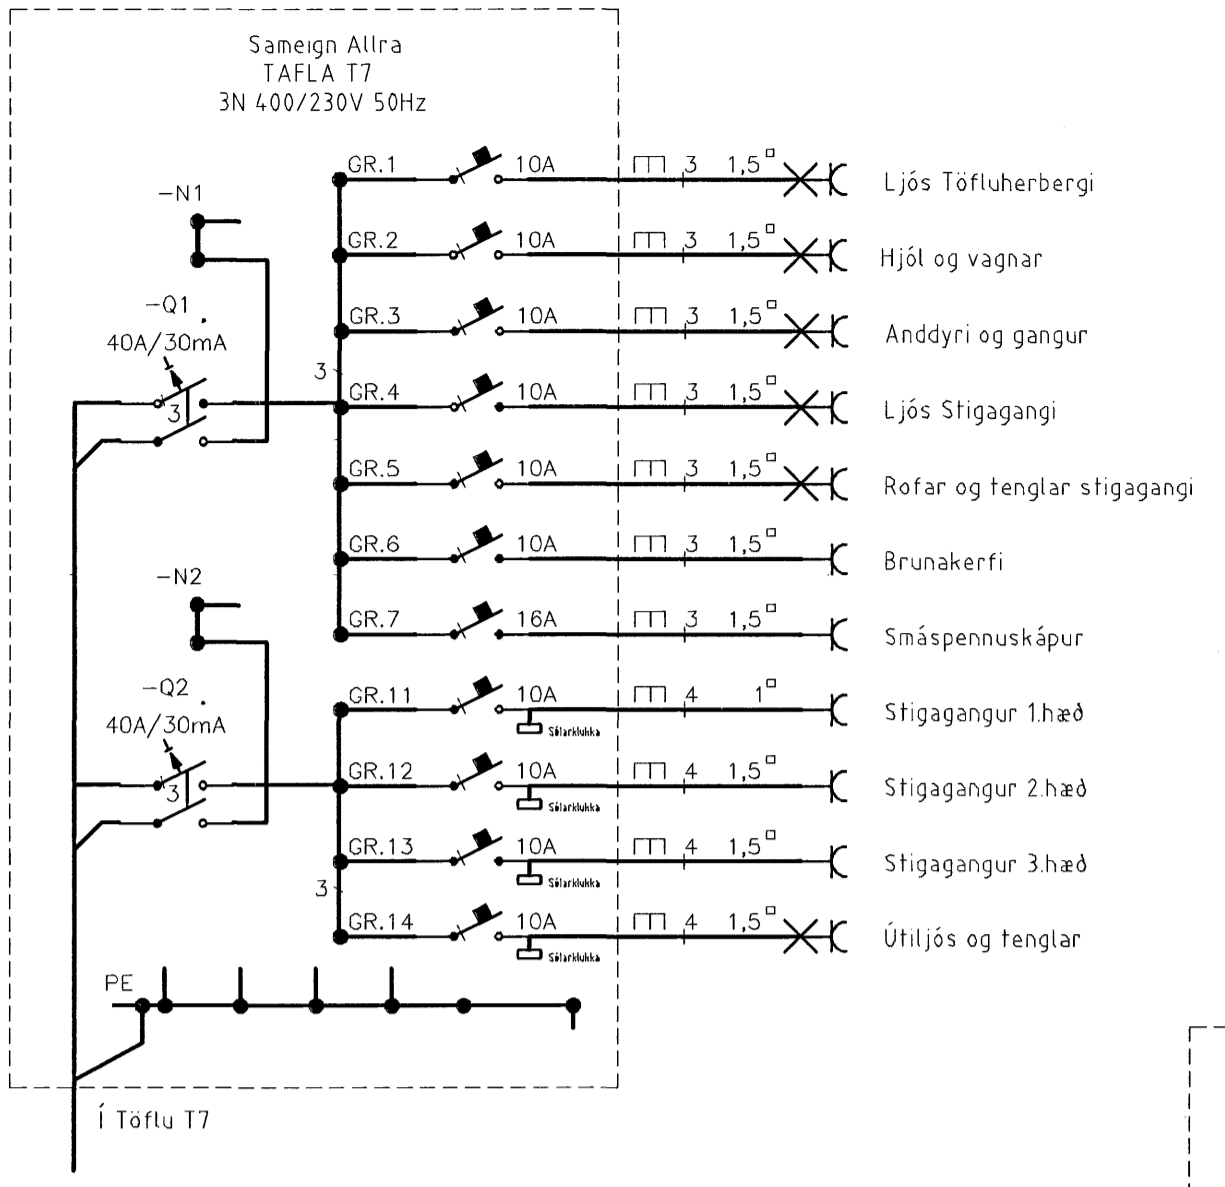 Sameign Allra
TAFLA T7
3N 400/230V 50Hz
GR.1 10A 3 1,5 Ljós Töfluherbergi
-N1
GR.2 10A 3 1,5 Hjól og vagnar
-Q1
GR.3 10A 3 1,5 Anddyri og gangur
40A/30mA
3
GR.4 10A 3 1,5 Ljós Stigagangi
3
GR.5 10A 3 1,5 Rofar og tenglar stigagangi
GR.6 10A 3 1,5 Brunakerfi
-N2
GR.7 16A 3 1,5 Smáspennuskápur
-Q2
GR.11 10A 4 1 Stigagangur 1.hæð
Sólarklukka
40A/30mA
GR.12 10A 4 1,5 Stigagangur 2.hæð
3
Sólarklukka
GR.13 10A 4 1,5 Stigagangur 3.hæð
3
Sólarklukka
GR.14 10A 4 1,5 Útiljós og tenglar
Sólarklukka
PE
Í Töflu T7